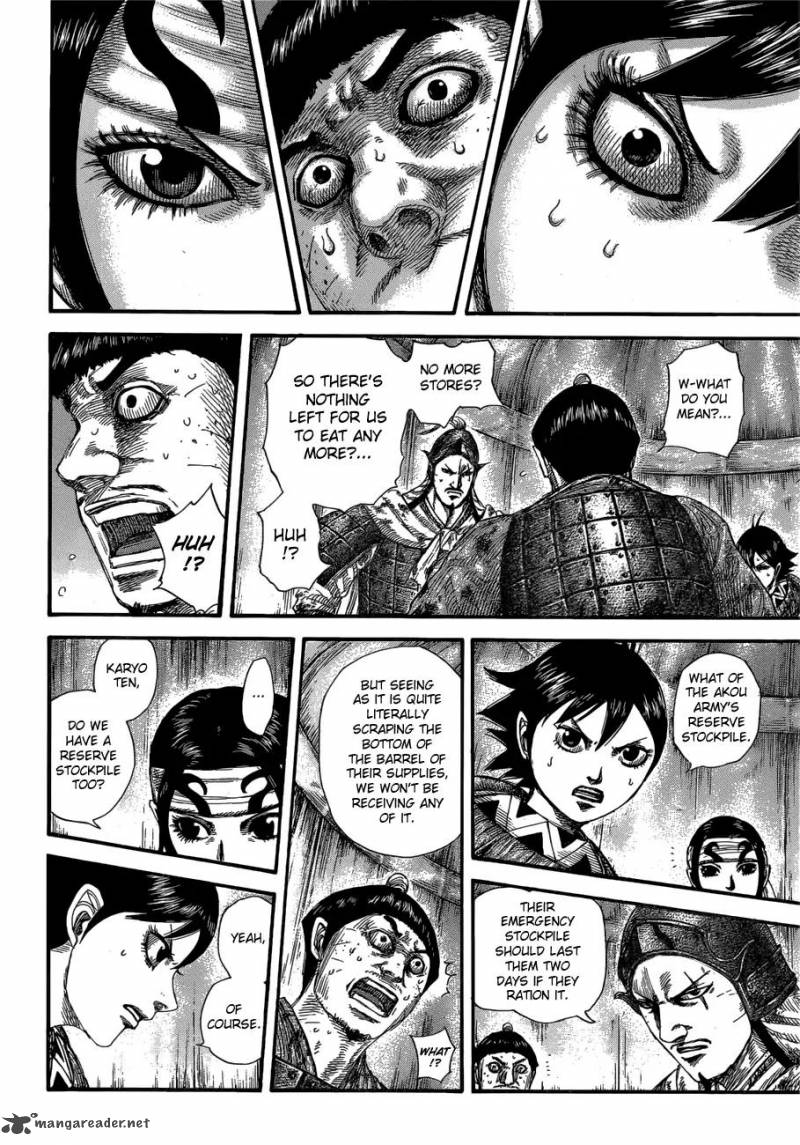 W-WHAT
DO YOU
MEAN?...
NO MORE
STORES?
SO THERE'S
NOTHING
LEFT FOR US
TO EAT ANY
MORE?...
HUH
!?
HUH
!?
WHAT OF
THE AKOU
ARMY'S
RESERVE
STOCKPILE.
THEIR
EMERGENCY
STOCKPILE
SHOULD LAST
THEM TWO
DAYS IF THEY
RATION IT.
BUT SEEING
AS IT IS QUITE
LITERALLY
SCRAPING THE
BOTTOM OF
THE BARREL OF
THEIR SUPPLIES,
WE WON'T BE
RECEIVING ANY
OF IT.
WHAT
!?
...
KARYO
TEN,
DO WE
HAVE A
RESERVE
STOCKPILE
TOO?
YEAH,
OF
COURSE.
mangareader.net